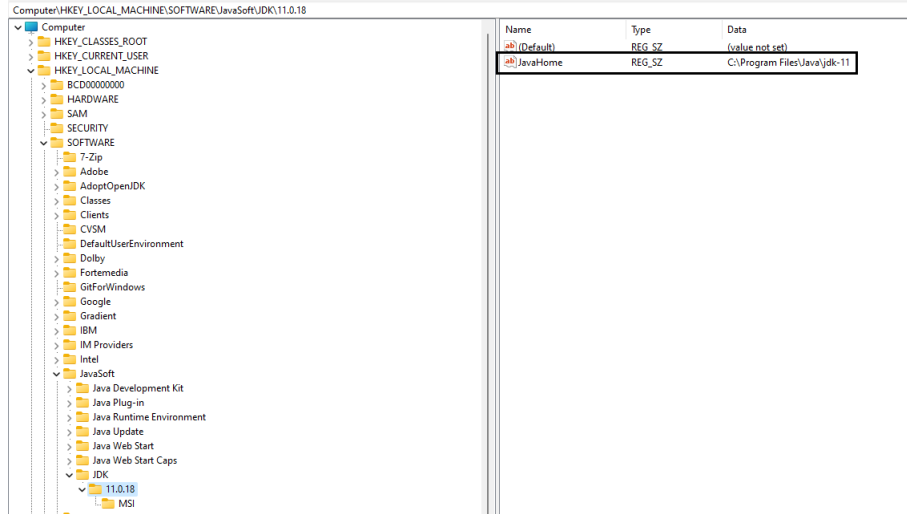 Computer\HKEY_LOCAL_MACHINE\SOFTWARE\JavaSoft\JDK\11.0.18
Computer
HKEY_CLASSES_ROOT
HKEY_CURRENT_USER
HKEY_LOCAL_MACHINE
BCD00000000
HARDWARE
SAM
SECURITY
SOFTWARE
7-Zip
Adobe
AdoptOpenJDK
Classes
Clients
CVSM
DefaultUserEnvironment
Dolby
Fortemedia
GitForWindows
Google
Gradient
IBM
IM Providers
Intel
JavaSoft
Java Development Kit
Java Plug-in
Java Runtime Environment
Java Update
Java Web Start
Java Web Start Caps
JDK
11.0.18
MSI
Name Type Data
ab (Default) REG_SZ (value not set)
ab JavaHome REG_SZ C:\Program Files\Java\jdk-11